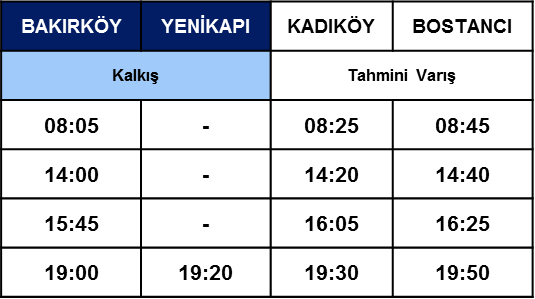 BAKIRKÖY YENİKAPI KADIKÖY BOSTANCI
Kalkış Tahmini Varış
08:05 - 08:25 08:45
14:00 - 14:20 14:40
15:45 - 16:05 16:25
19:00 19:20 19:30 19:50